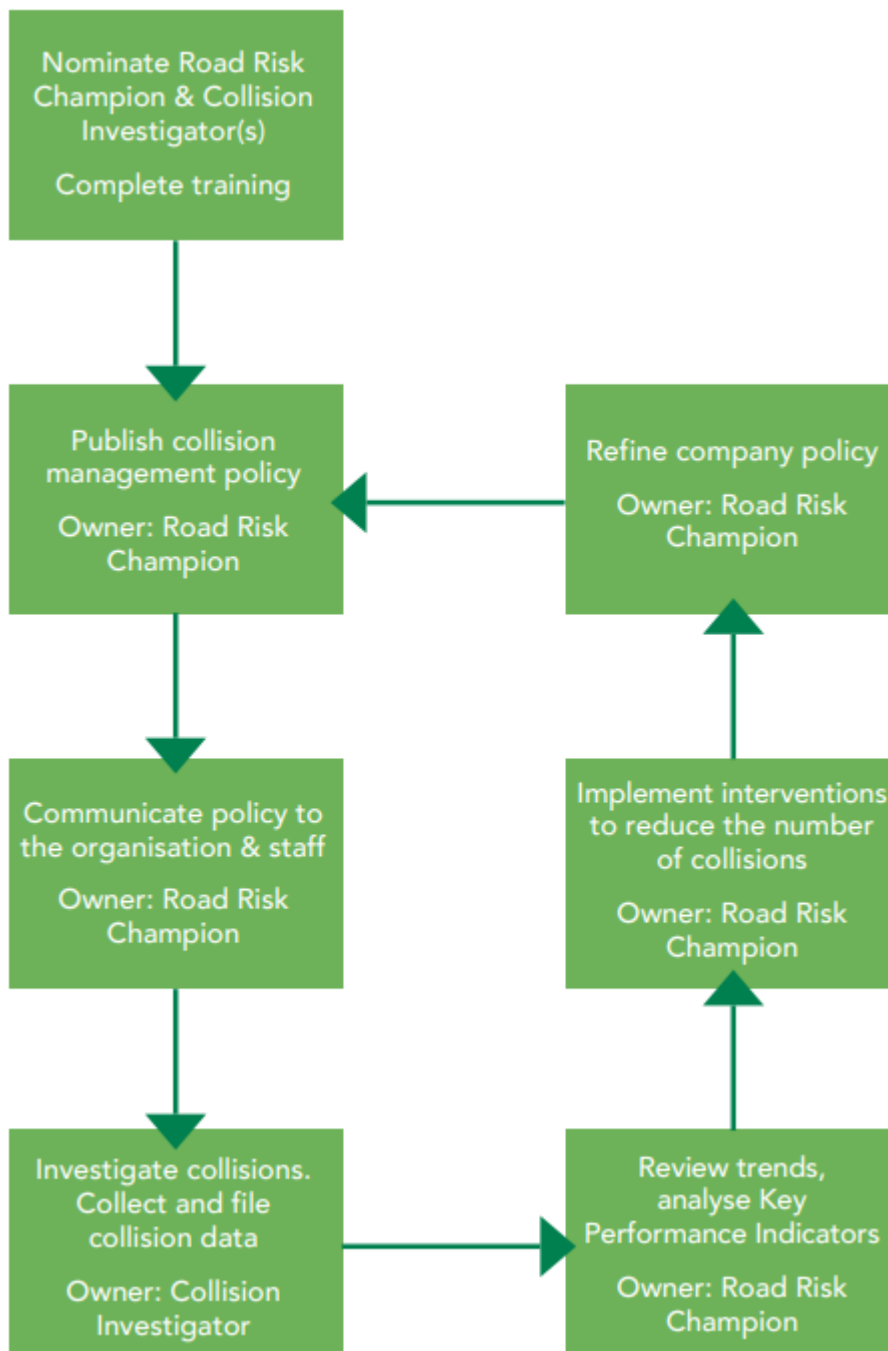 Nominate Road Risk
Champion & Collision
Investigator(s)
Complete training
Publish collision
management policy
Owner: Road Risk
Champion
Refine company policy
Owner: Road Risk
Champion
Communicate policy to
the organisation & staff
Owner: Road Risk
Champion
Implement interventions
to reduce the number
of collisions
Owner: Road Risk
Champion
Investigate collisions.
Collect and file
collision data
Owner: Collision
Investigator
Review trends,
analyse Key
Performance Indicators
Owner: Road Risk
Champion